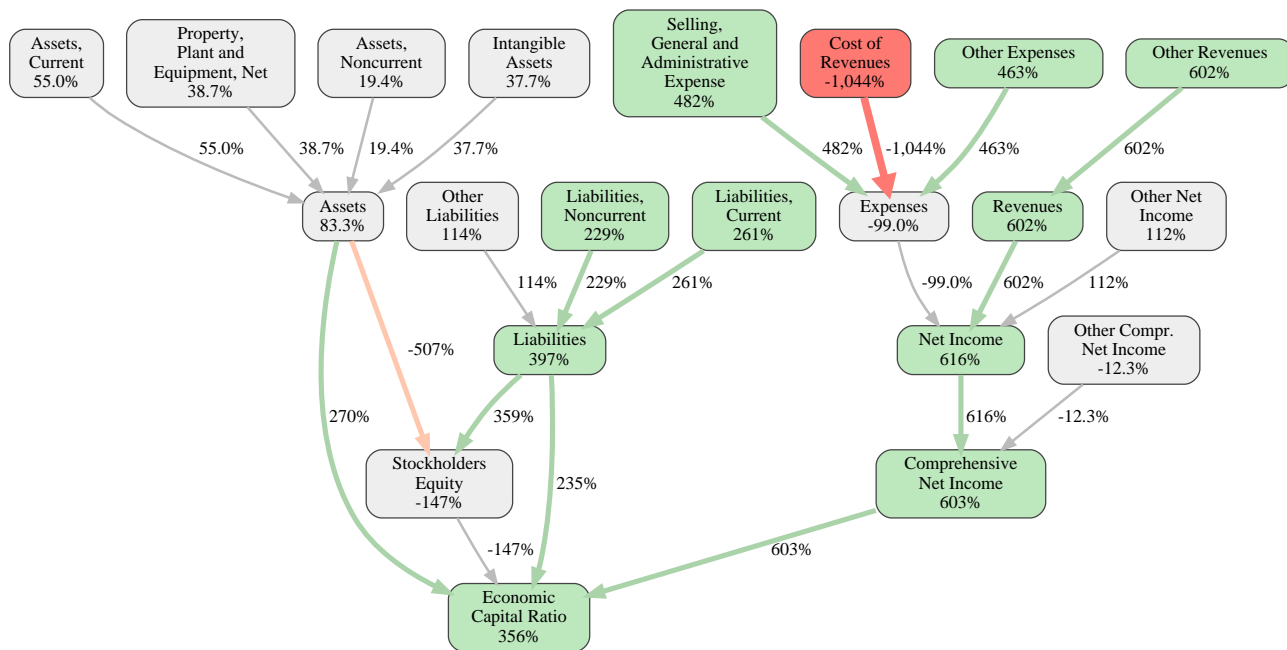 Assets,
Current
55.0%
Property,
Plant and
Equipment, Net
38.7%
Assets,
Noncurrent
19.4%
Intangible
Assets
37.7%
Selling,
General and
Administrative
Expense
482%
Cost of
Revenues
-1,044%
Other Expenses
463%
Other Revenues
602%
55.0%
38.7%
19.4%
37.7%
482%
-1,044%
463%
602%
Assets
83.3%
Other
Liabilities
114%
Liabilities,
Noncurrent
229%
Liabilities,
Current
261%
Expenses
-99.0%
Revenues
602%
Other Net
Income
112%
114%
229%
261%
-99.0%
602%
112%
-507%
Liabilities
397%
Net Income
616%
Other Compr.
Net Income
-12.3%
270%
359%
616%
-12.3%
Stockholders
Equity
-147%
235%
Comprehensive
Net Income
603%
-147%
603%
Economic
Capital Ratio
356%